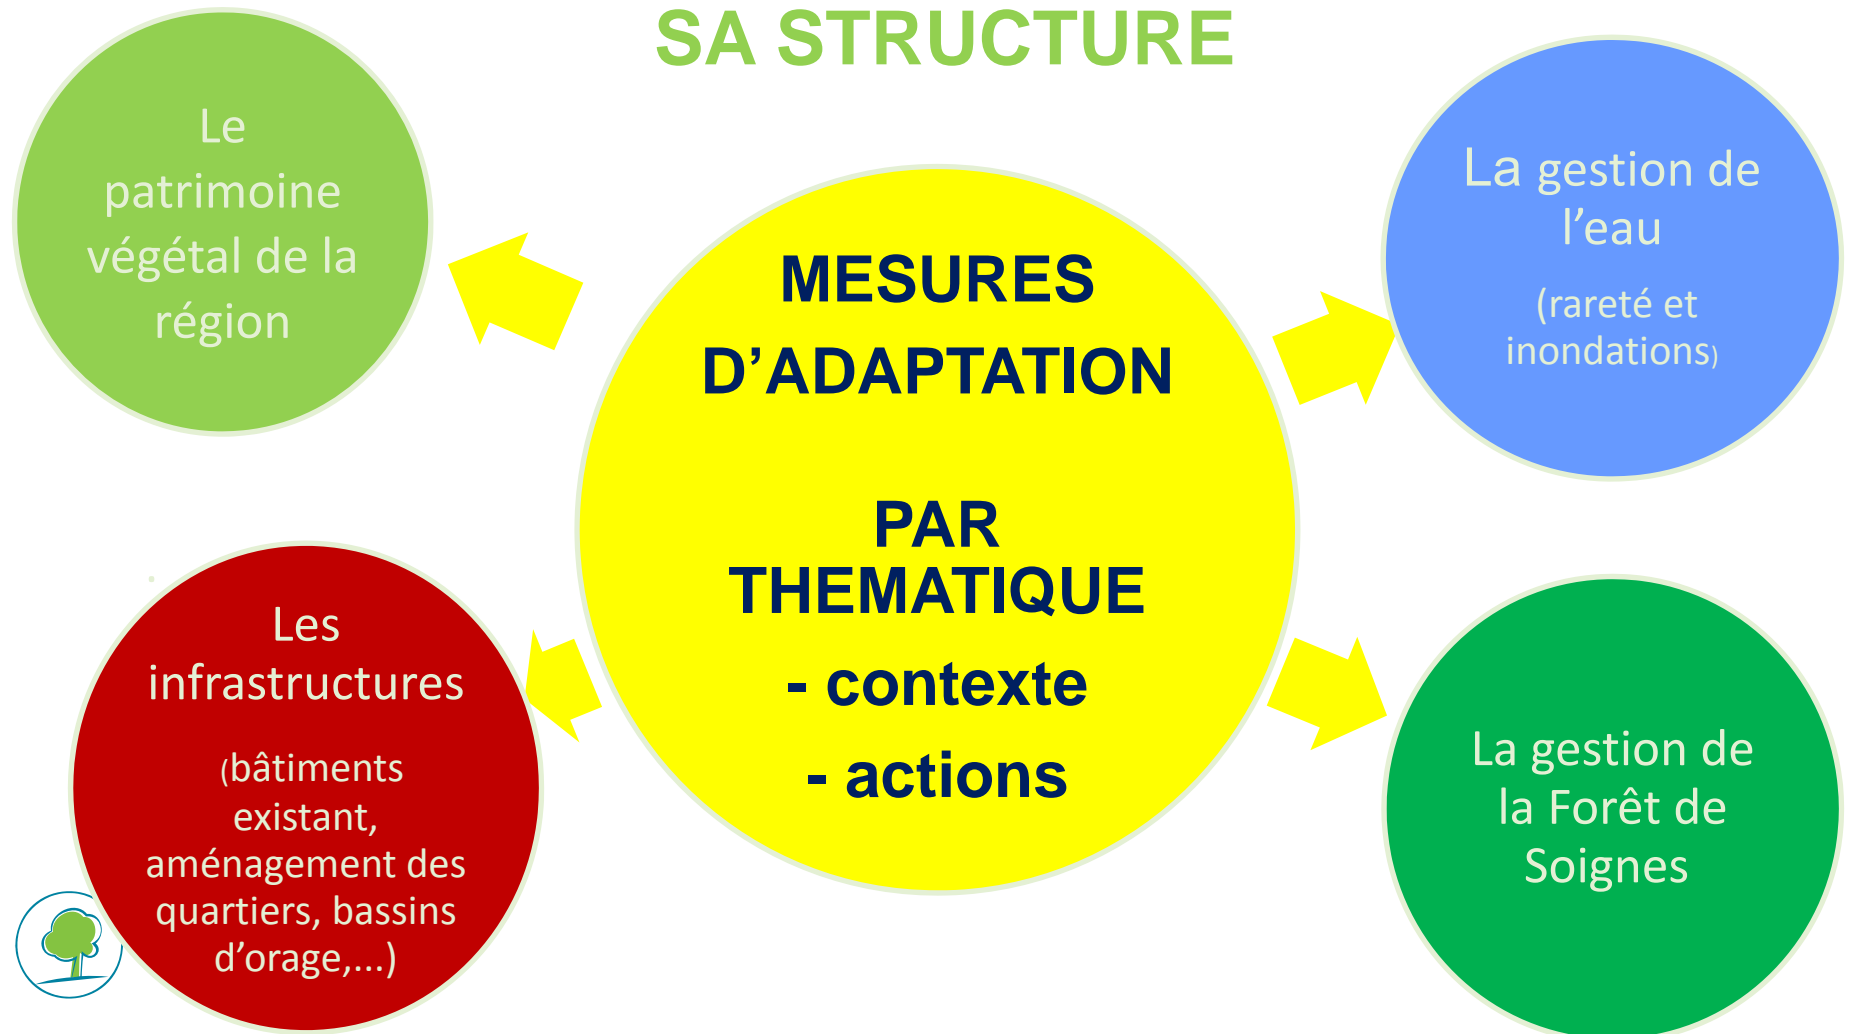 SA STRUCTURE
Le
patrimoine
végétal de la
région
La gestion de
l’eau
(rareté et
inondations)
MESURES
D’ADAPTATION
PAR
THEMATIQUE
- contexte
- actions
Les
infrastructures
(bâtiments
existant,
aménagement des
quartiers, bassins
d’orage,...)
La gestion de
la Forêt de
Soignes